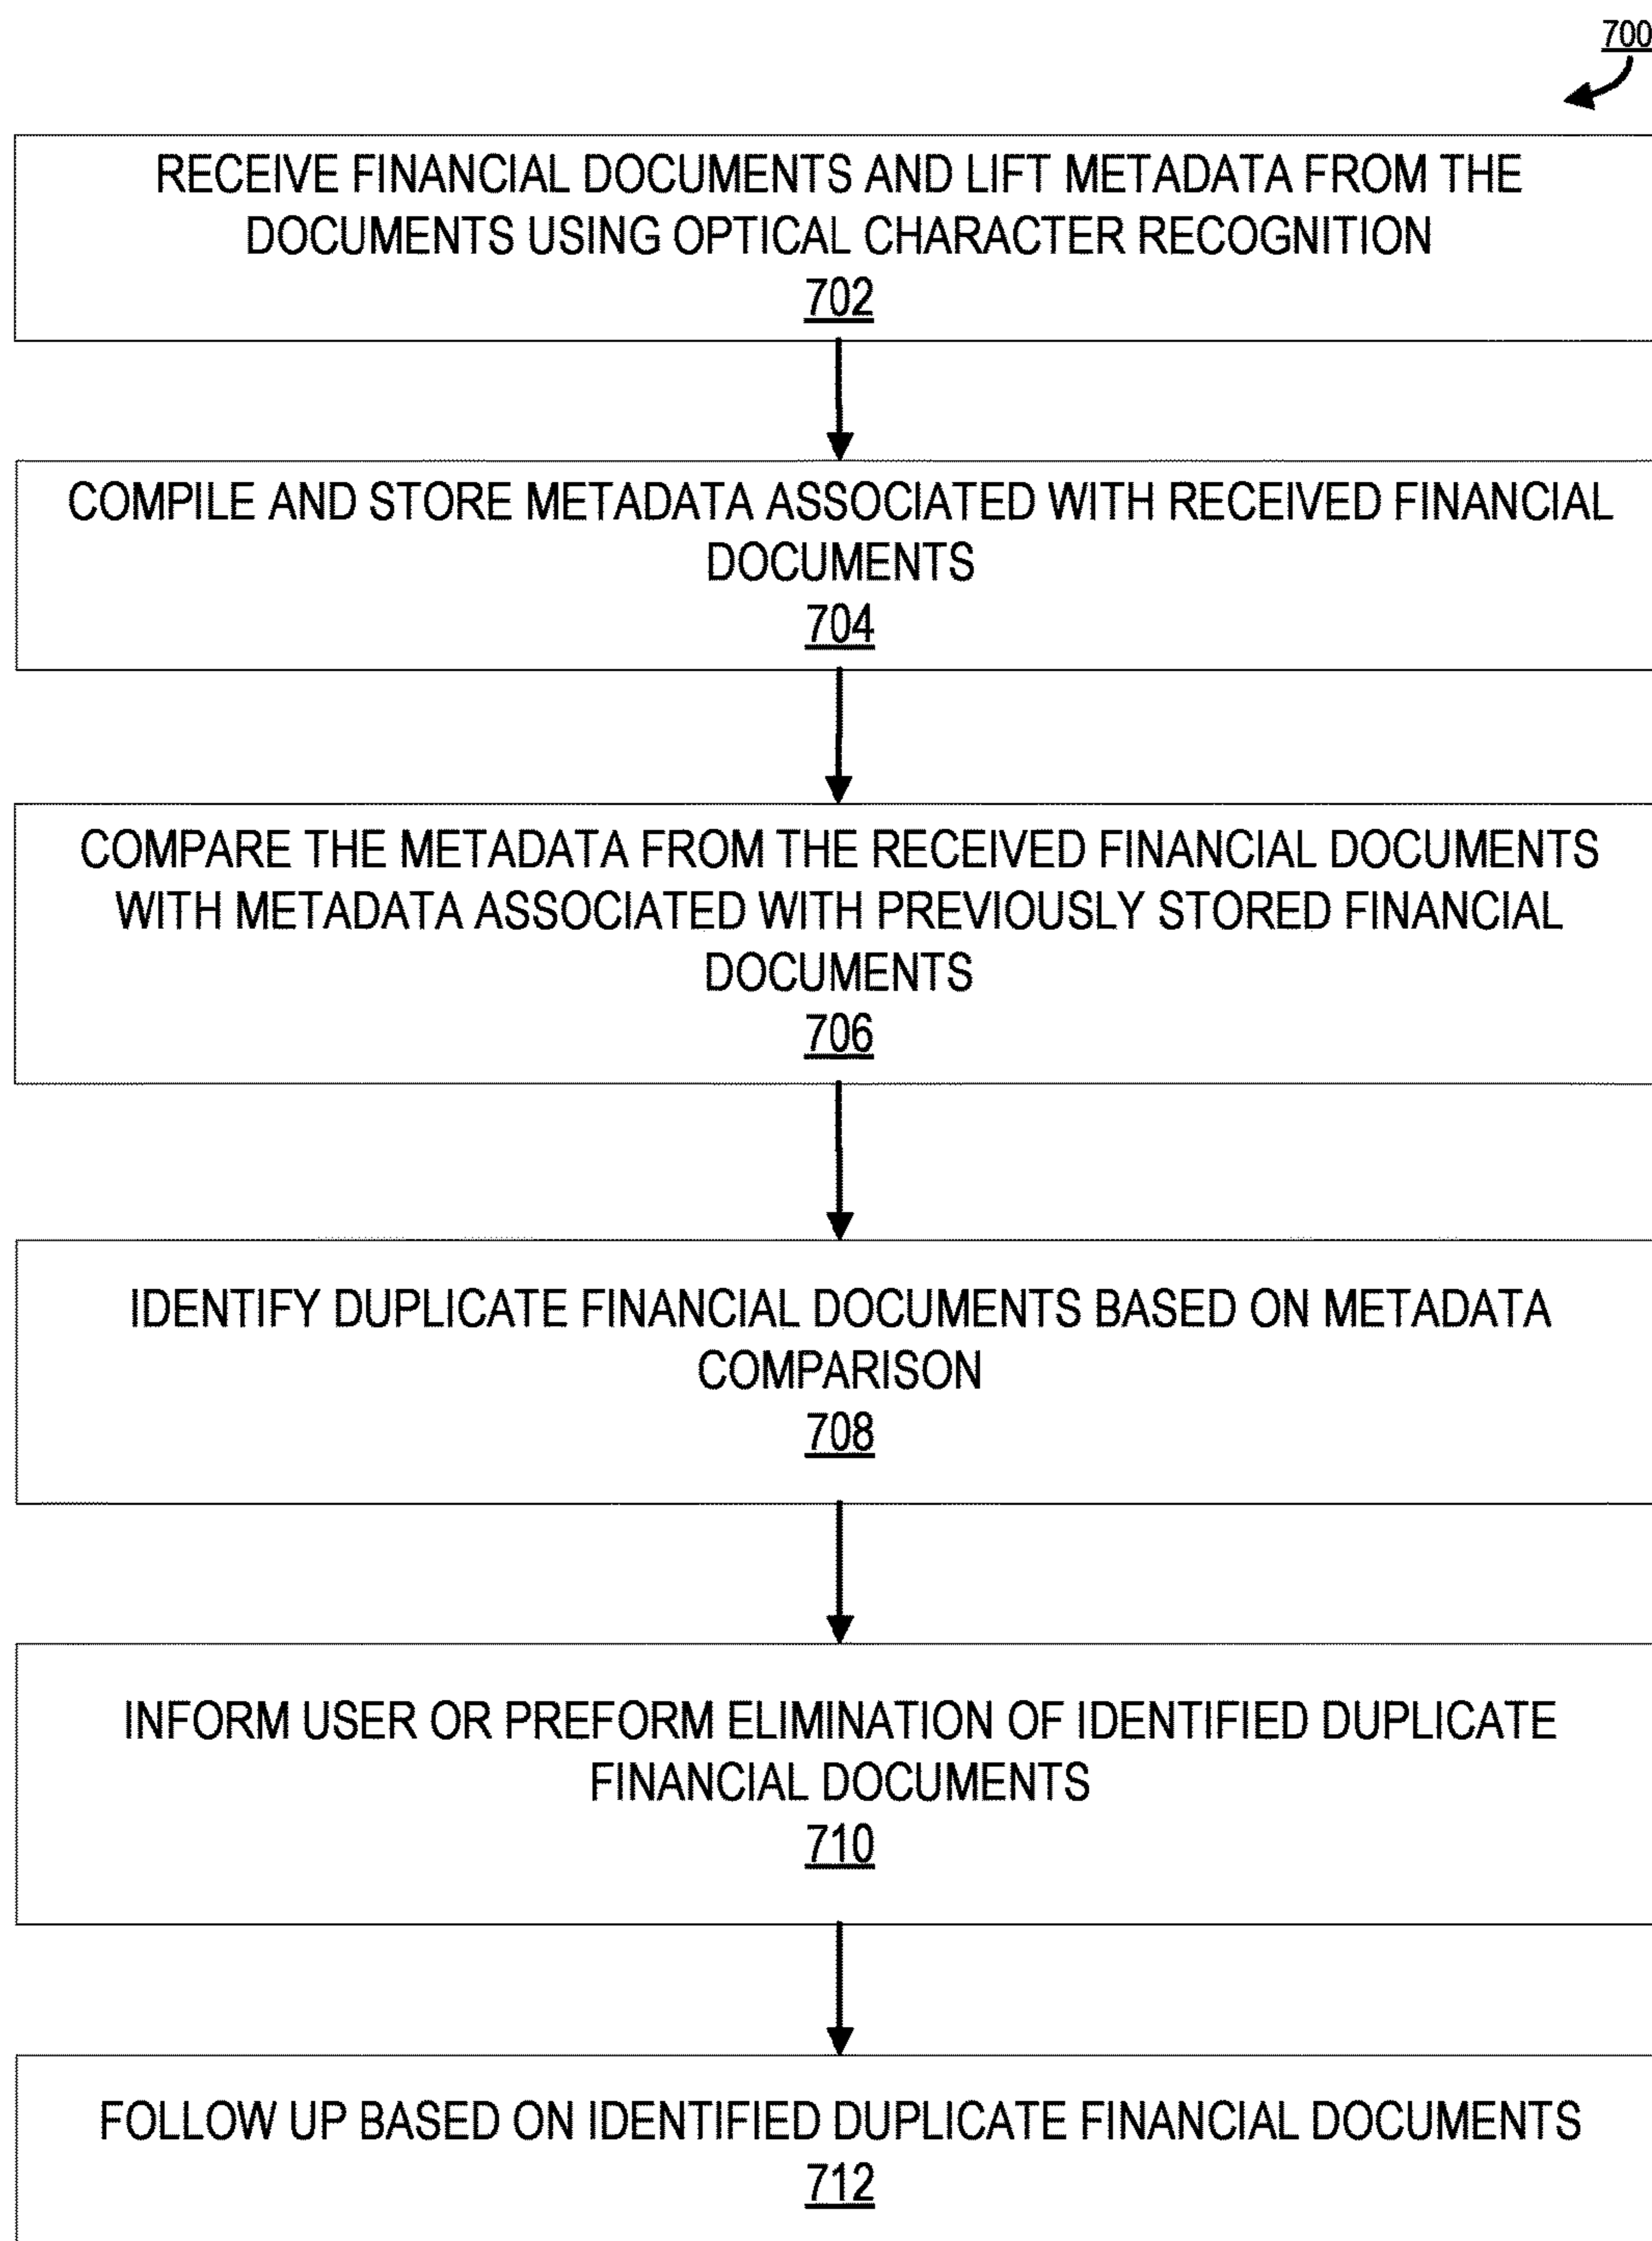 700
RECEIVE FINANCIAL DOCUMENTS AND LIFT METADATA FROM THE
DOCUMENTS USING OPTICAL CHARACTER RECOGNITION
702
COMPILE AND STORE METADATA ASSOCIATED WITH RECEIVED FINANCIAL
DOCUMENTS
704
COMPARE THE METADATA FROM THE RECEIVED FINANCIAL DOCUMENTS
WITH METADATA ASSOCIATED WITH PREVIOUSLY STORED FINANCIAL
DOCUMENTS
706
IDENTIFY DUPLICATE FINANCIAL DOCUMENTS BASED ON METADATA
COMPARISON
708
INFORM USER OR PREFORM ELIMINATION OF IDENTIFIED DUPLICATE
FINANCIAL DOCUMENTS
710
FOLLOW UP BASED ON IDENTIFIED DUPLICATE FINANCIAL DOCUMENTS
712